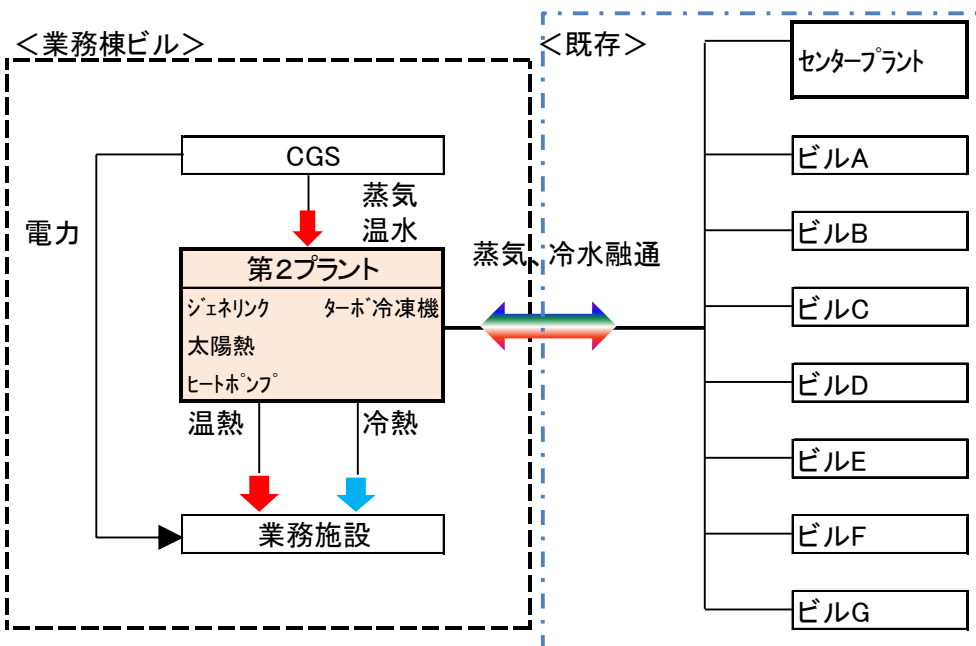 ＜業務棟ビル＞
＜既存＞
センタープラント
CGS
ビルA
蒸気
温水
電力
ビルB
第２プラント
蒸気、冷水融通
ｼﾞｪﾈﾘﾝｸ ﾀｰﾎﾞ冷凍機
太陽熱
ﾋｰﾄﾎﾟﾝﾌﾟ
ビルC
ビルD
温熱
冷熱
ビルE
業務施設
ビルF
ビルG